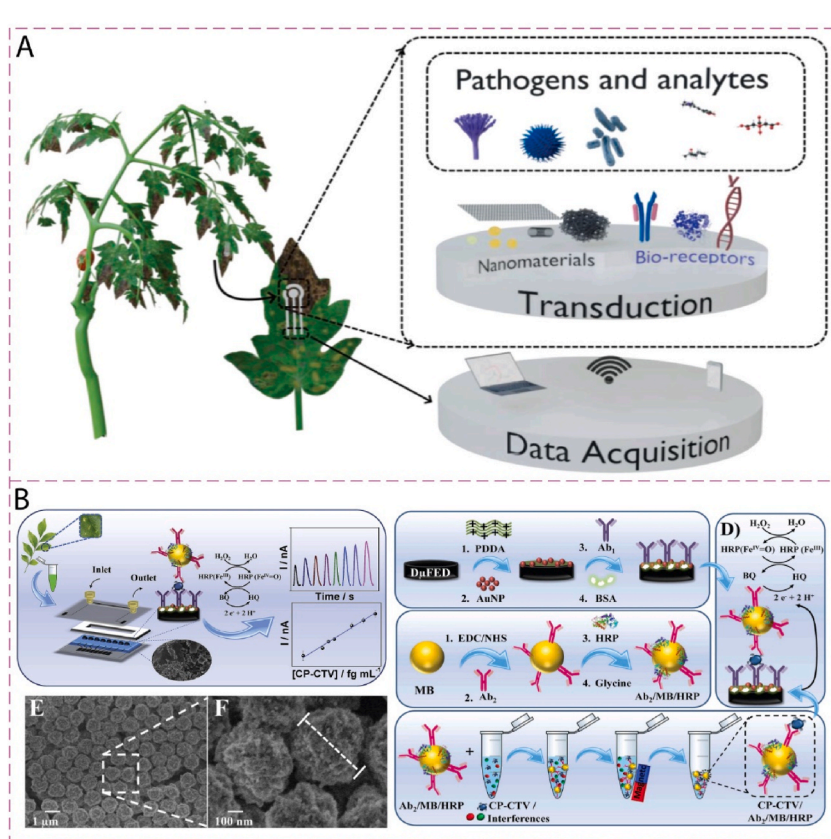 A
Pathogens and analytes
Nanomaterials
Bio-receptors
Transduction
Data Acquisition
B
Inlet
Outlet
H₂O₂
H₂O
HRP(Feᴵᴵᴵ)
HRP(Feᴵⱽ=O)
BQ
HQ
2 e⁻ + 2 H⁺
I / nA
Time / s
I / nA
[CP-CTV] / fg mL⁻¹
E
1 µm
F
100 nm
1. PDDA
3. Ab₁
DµFED
2. AuNP
4. BSA
1. EDC/NHS
3. HRP
MB
2. Ab₂
4. Glycine
Ab₂/MB/HRP
D)
H₂O₂
H₂O
HRP(Feᴵⱽ=O)
HRP (Feᴵᴵᴵ)
BQ
HQ
2 e⁻ + 2 H⁺
+
Ab₂/MB/HRP
CP-CTV /
Interferences
Magnet
CP-CTV/
Ab₂/MB/HRP